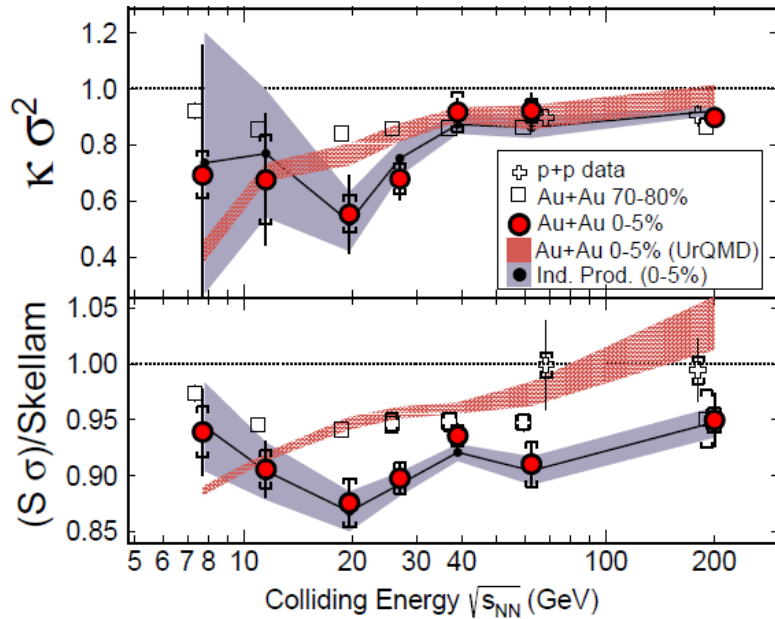 κ σ²
1.2
1.0
0.8
0.6
0.4
p+p data
Au+Au 70-80%
Au+Au 0-5%
Au+Au 0-5% (UrQMD)
Ind. Prod. (0-5%)
(S σ)/Skellam
1.05
1.00
0.95
0.90
0.85
5 6 7 8 10 20 30 40 100 200
Colliding Energy √sNN (GeV)